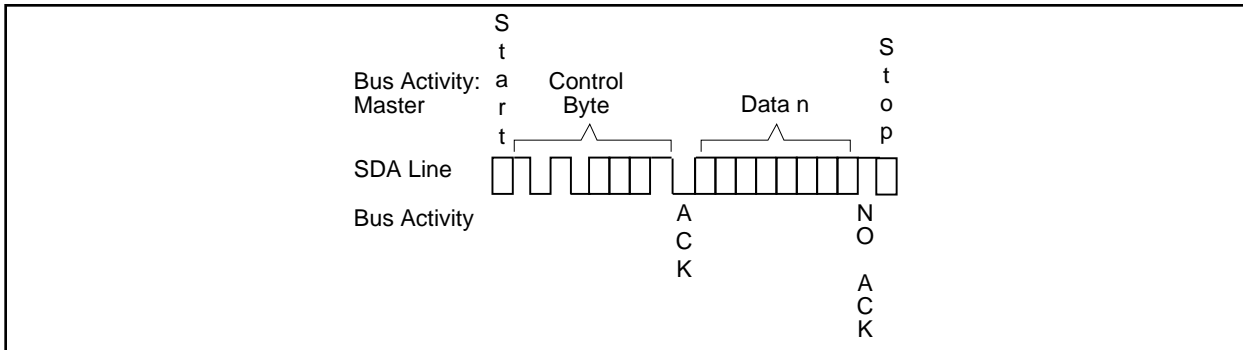 Start
Stop
Bus Activity:
Master
Control
Byte
Data n
SDA Line
Bus Activity
ACK
NO ACK